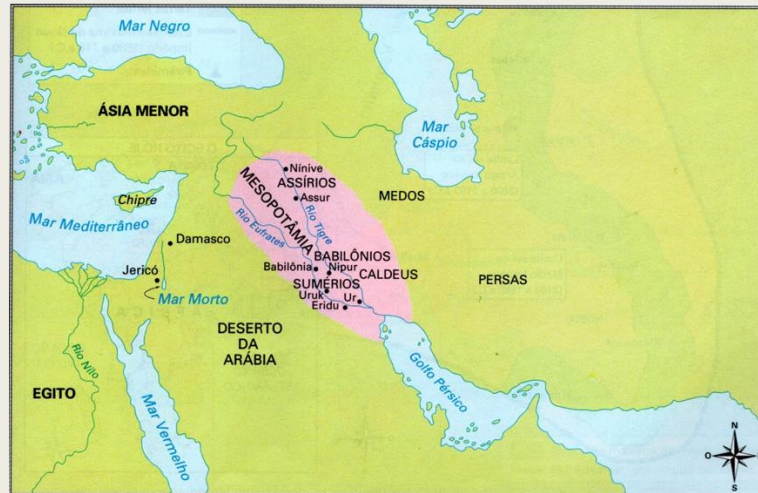 Mar Negro
ÁSIA MENOR
Mar
Cáspio
Nínive
ASSÍRIOS
Assur
MEDOS
MESOPOTÂMIA
Rio Tigre
Rio Eufrates
Chipre
Mar Mediterrâneo
Damasco
BABILÔNIOS
Babilônia
Nipur
CALDEUS
PERSAS
Jericó
SUMÉRIOS
Uruk
Ur
Eridu
Mar Morto
DESERTO
DA
ARÁBIA
Rio Nilo
EGITO
Mar Vermelho
Golfo Pérsico
N
O
L
S